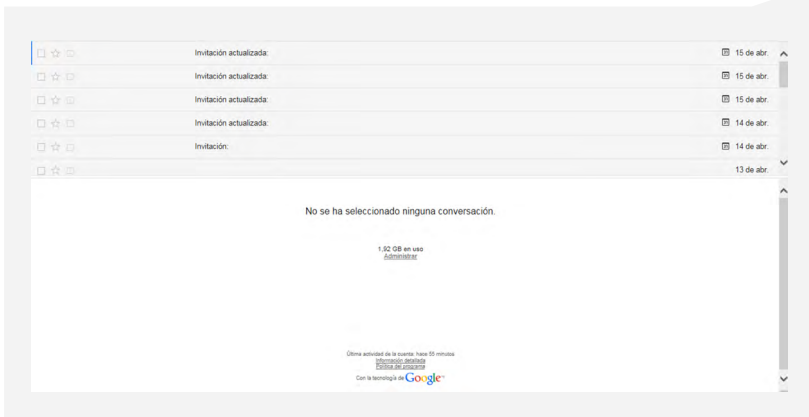 Invitación actualizada: 15 de abr.
Invitación actualizada: 15 de abr.
Invitación actualizada: 15 de abr.
Invitación actualizada: 14 de abr.
Invitación: 14 de abr.
13 de abr.
No se ha seleccionado ninguna conversación.
1,92 GB en uso
Administrar
Última actividad de la cuenta: hace 55 minutos
Información detallada
Política del programa
Con la tecnología de Google™